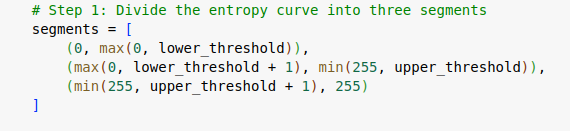 # Step 1: Divide the entropy curve into three segments
segments = [
    (0, max(0, lower_threshold)),
    (max(0, lower_threshold + 1), min(255, upper_threshold)),
    (min(255, upper_threshold + 1), 255)
]